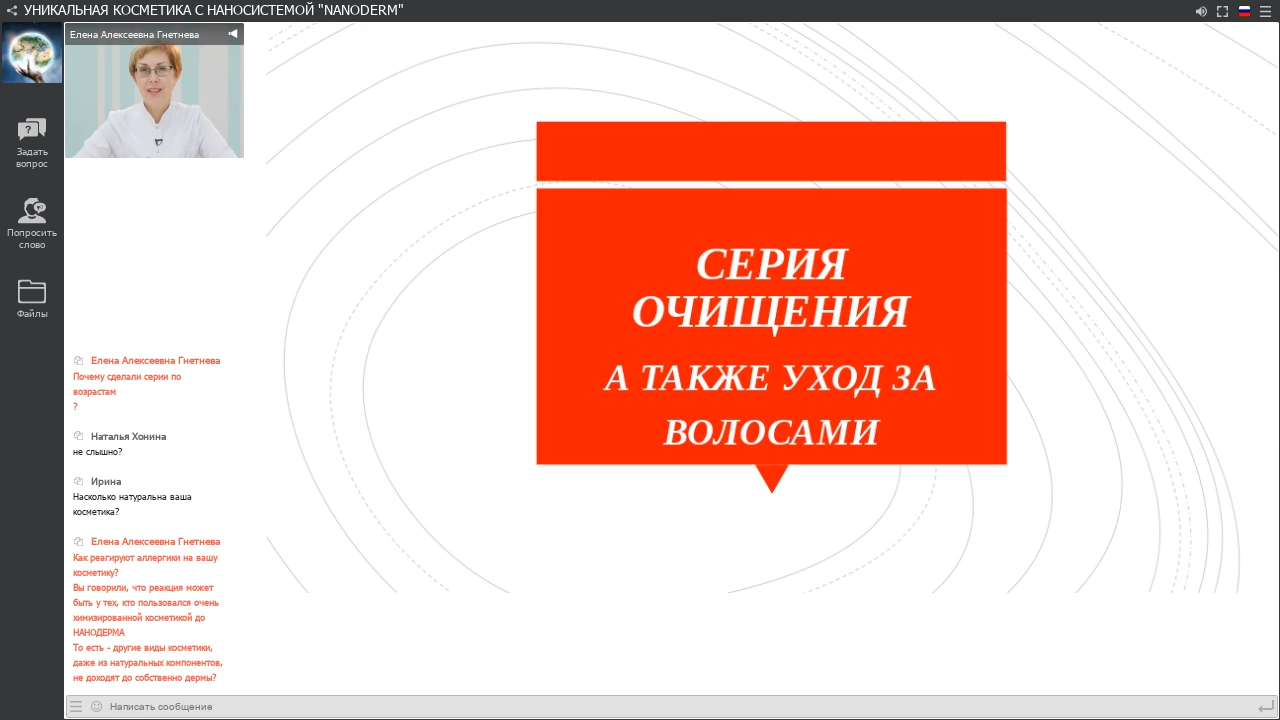 УНИКАЛЬНАЯ КОСМЕТИКА С НАНОСИСТЕМОЙ "NANODERM"
Елена Алексеевна Гнетнева
Задать
вопрос
Попросить
слово
Файлы
Елена Алексеевна Гнетнева
Почему сделали серии по
возрастам
?
Наталья Хонина
не слышно?
Ирина
Насколько натуральна ваша
косметика?
Елена Алексеевна Гнетнева
Как реагируют аллергики на вашу
косметику?
Вы говорили, что реакция может
быть у тех, кто пользовался очень
химизированной косметикой до
НАНОДЕРМА
То есть - другие виды косметики,
даже из натуральных компонентов,
не доходят до собственно дермы?
Написать сообщение
СЕРИЯ
ОЧИЩЕНИЯ
А ТАКЖЕ УХОД ЗА
ВОЛОСАМИ